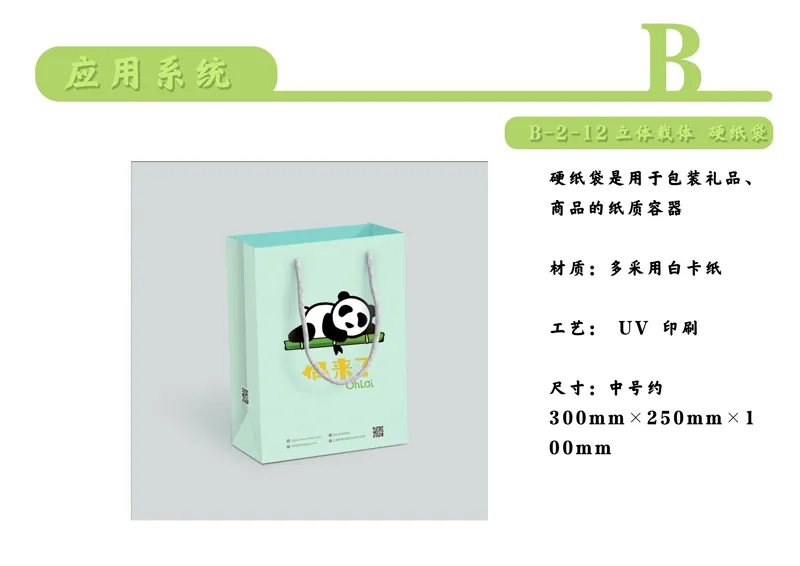 应用系统
B
B-2-12 立体载体 硬纸袋
硬纸袋是用于包装礼品、
商品的纸质容器
材质：多采用白卡纸
工艺： UV 印刷
尺寸：中号约
300mm×250mm×1
00mm
来了
OhLai